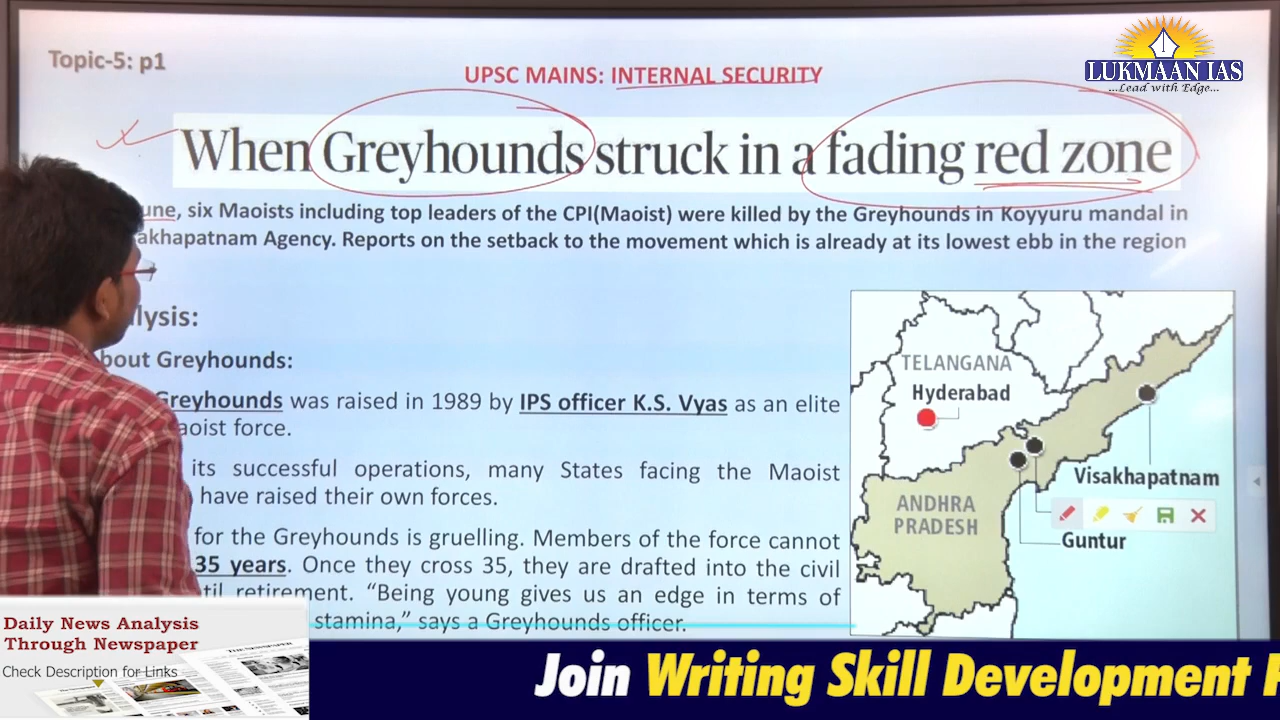 Topic-5: p1
UPSC MAINS: INTERNAL SECURITY
LUKMAAN IAS
...Lead with Edge...
When Greyhounds struck in a fading red zone
une, six Maoists including top leaders of the CPI(Maoist) were killed by the Greyhounds in Koyyuru mandal in
akhapatnam Agency. Reports on the setback to the movement which is already at its lowest ebb in the region
lysis:
bout Greyhounds:
Greyhounds was raised in 1989 by IPS officer K.S. Vyas as an elite
aoist force.
its successful operations, many States facing the Maoist
have raised their own forces.
for the Greyhounds is gruelling. Members of the force cannot
35 years. Once they cross 35, they are drafted into the civil
til retirement. “Being young gives us an edge in terms of
stamina,” says a Greyhounds officer.
TELANGANA
Hyderabad
Visakhapatnam
ANDHRA
PRADESH
Guntur
Daily News Analysis
Through Newspaper
Check Description for Links
Join Writing Skill Development